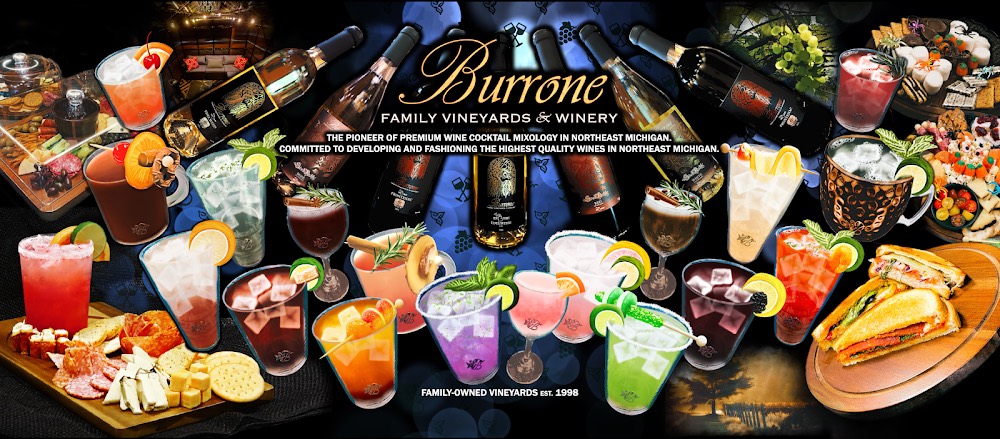 Burrone
FAMILY VINEYARDS & WINERY
THE PIONEER OF PREMIUM WINE COCKTAIL MIXOLOGY IN NORTHEAST MICHIGAN.
COMMITTED TO DEVELOPING AND FASHIONING THE HIGHEST QUALITY WINES IN NORTHEAST MICHIGAN.
FAMILY-OWNED VINEYARDS EST. 1998